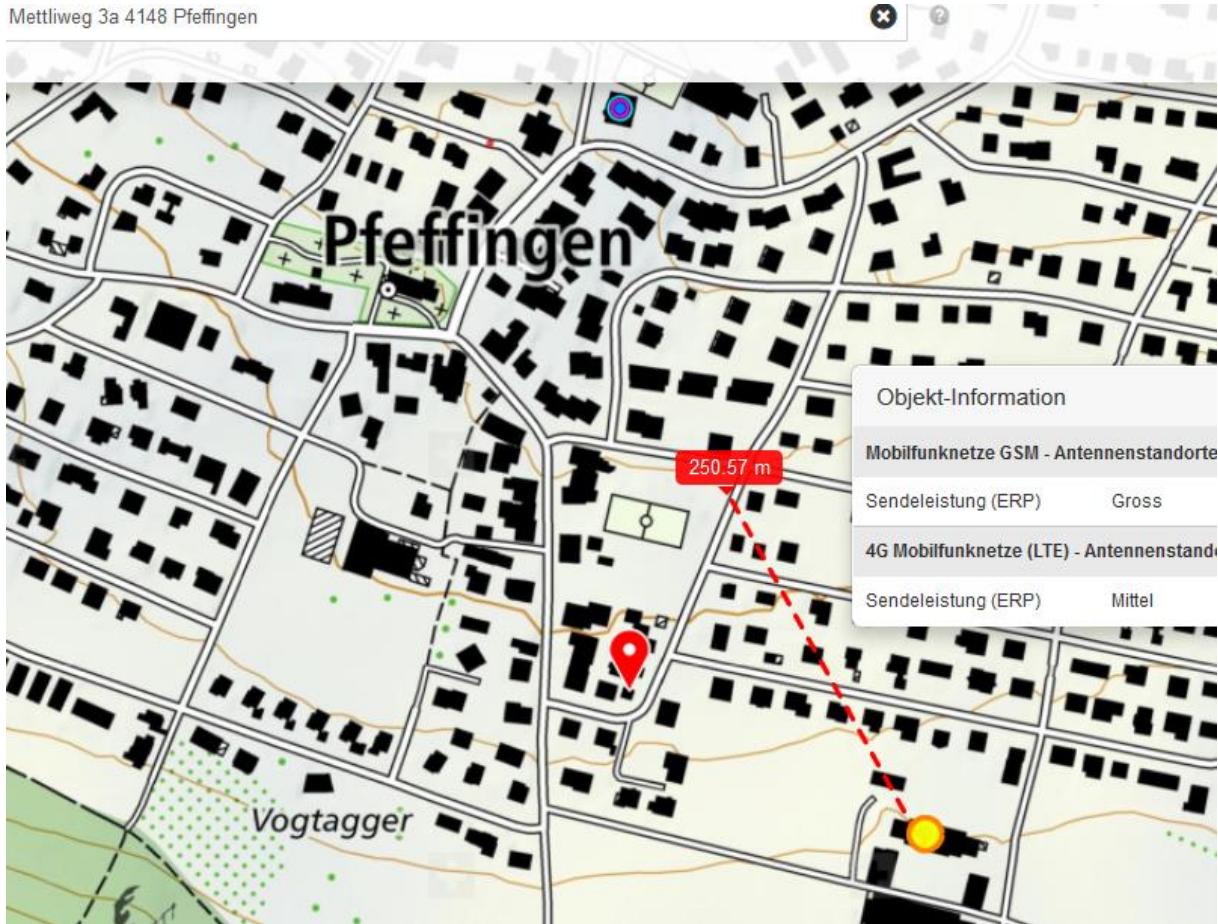 Mettliweg 3a 4148 Pfeffingen
Pfeffingen
250.57 m
Objekt-Information
Mobilfunknetze GSM - Antennenstandorte
Sendeleistung (ERP) Gross
4G Mobilfunknetze (LTE) -
Sendeleistung (ERP) Mittel
Vogtagger